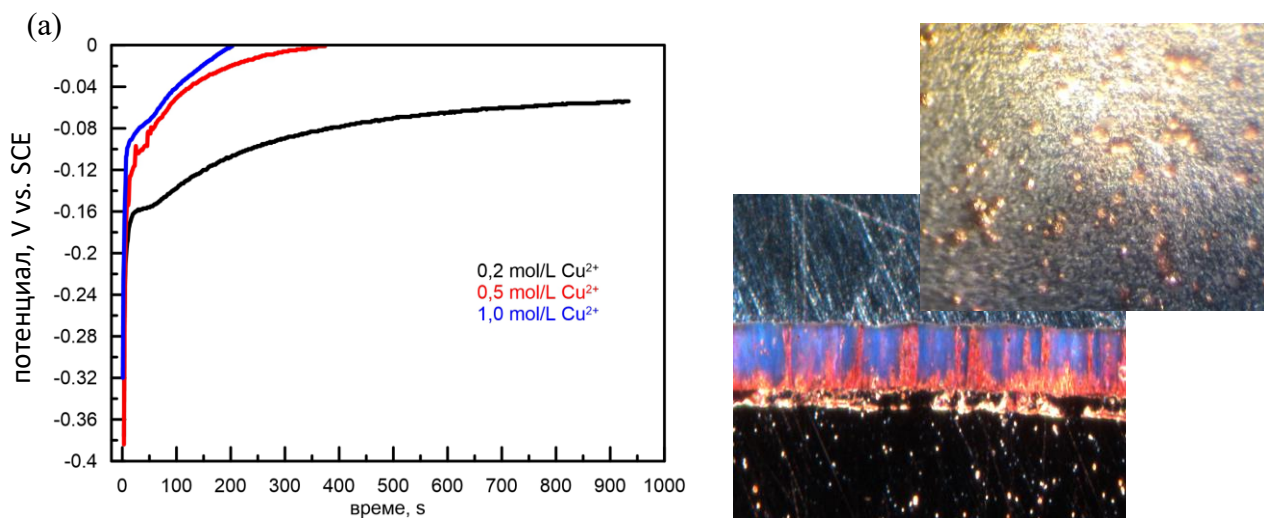 (a)
0
-0.04
-0.08
-0.12
-0.16
-0.2
-0.24
-0.28
-0.32
-0.36
-0.4
потенциал, V vs. SCE
0,2 mol/L Cu²⁺
0,5 mol/L Cu²⁺
1,0 mol/L Cu²⁺
0 100 200 300 400 500 600 700 800 900 1000
време, s